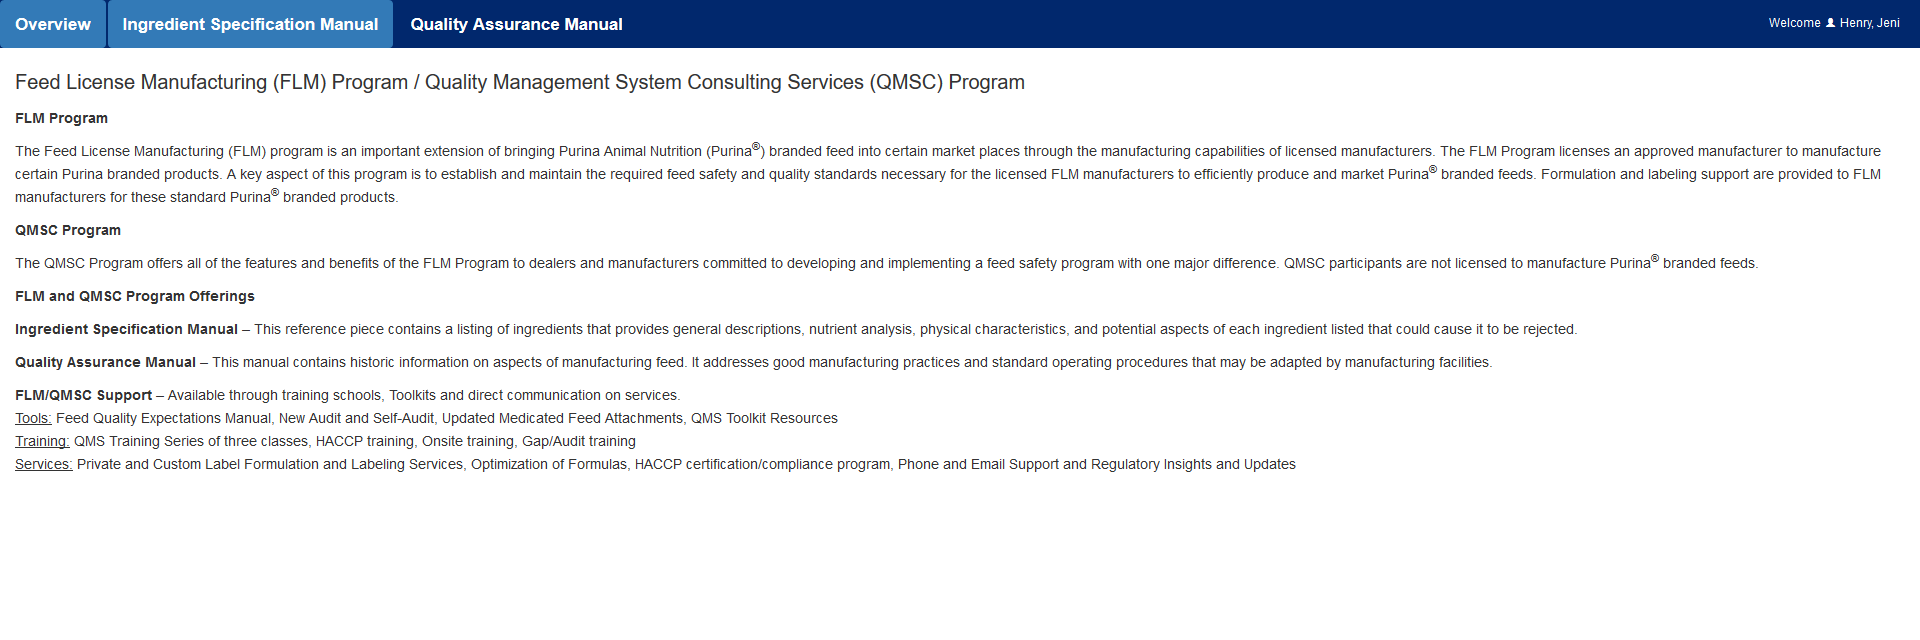 Overview Ingredient Specification Manual Quality Assurance Manual Welcome Henry, Jeni
Feed License Manufacturing (FLM) Program / Quality Management System Consulting Services (QMSC) Program
FLM Program
The Feed License Manufacturing (FLM) program is an important extension of bringing Purina Animal Nutrition (Purina®) branded feed into certain market places through the manufacturing capabilities of licensed manufacturers. The FLM Program licenses an approved manufacturer to manufacture
certain Purina branded products. A key aspect of this program is to establish and maintain the required feed safety and quality standards necessary for the licensed FLM manufacturers to efficiently produce and market Purina® branded feeds. Formulation and labeling support are provided to FLM
manufacturers for these standard Purina® branded products.
QMSC Program
The QMSC Program offers all of the features and benefits of the FLM Program to dealers and manufacturers committed to developing and implementing a feed safety program with one major difference. QMSC participants are not licensed to manufacture Purina® branded feeds.
FLM and QMSC Program Offerings
Ingredient Specification Manual – This reference piece contains a listing of ingredients that provides general descriptions, nutrient analysis, physical characteristics, and potential aspects of each ingredient listed that could cause it to be rejected.
Quality Assurance Manual – This manual contains historic information on aspects of manufacturing feed. It addresses good manufacturing practices and standard operating procedures that may be adapted by manufacturing facilities.
FLM/QMSC Support – Available through training schools, Toolkits and direct communication on services.
Tools: Feed Quality Expectations Manual, New Audit and Self-Audit, Updated Medicated Feed Attachments, QMS Toolkit Resources
Training: QMS Training Series of three classes, HACCP training, Onsite training, Gap/Audit training
Services: Private and Custom Label Formulation and Labeling Services, Optimization of Formulas, HACCP certification/compliance program, Phone and Email Support and Regulatory Insights and Updates